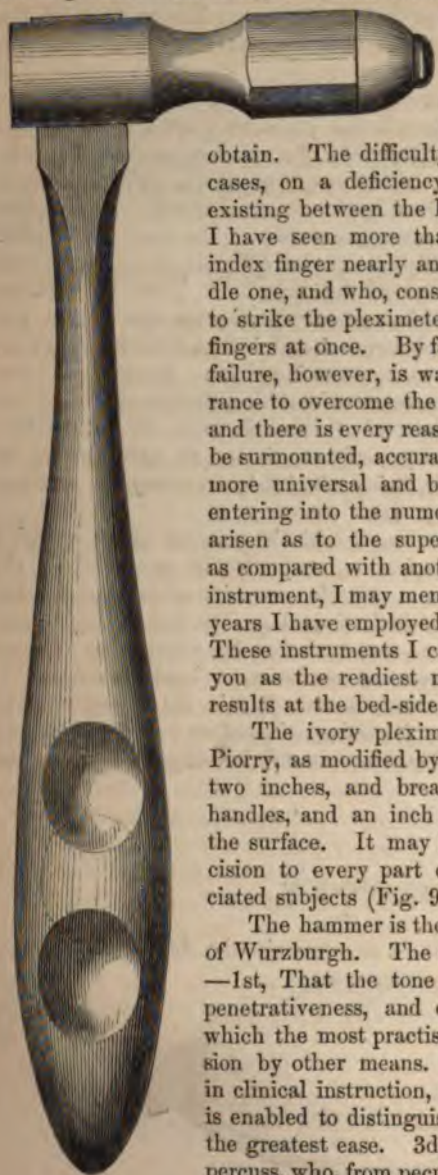 obtain. The difficult
cases, on a deficiency
existing between the
I have seen more tha
index finger nearly an
dle one, and who, cons
to strike the pleximete
fingers at once. By f
failure, however, is wa
rance to overcome the
and there is every reas
be surmounted, accura
more universal and b
entering into the nume
arisen as to the supe
as compared with anot
instrument, I may men
years I have employed
These instruments I c
you as the readiest
results at the bed-side
The ivory plexim
Piorry, as modified by
two inches, and brea
handles, and an inch
the surface. It may
cision to every part
ciated subjects (Fig. 9
The hammer is the
of Wurzburgh. The
—1st, That the tone
penetrativeness, and
which the most practis
sion by other means.
in clinical instruction,
is enabled to distinguis
the greatest ease. 3d
percuss, who, from pecu